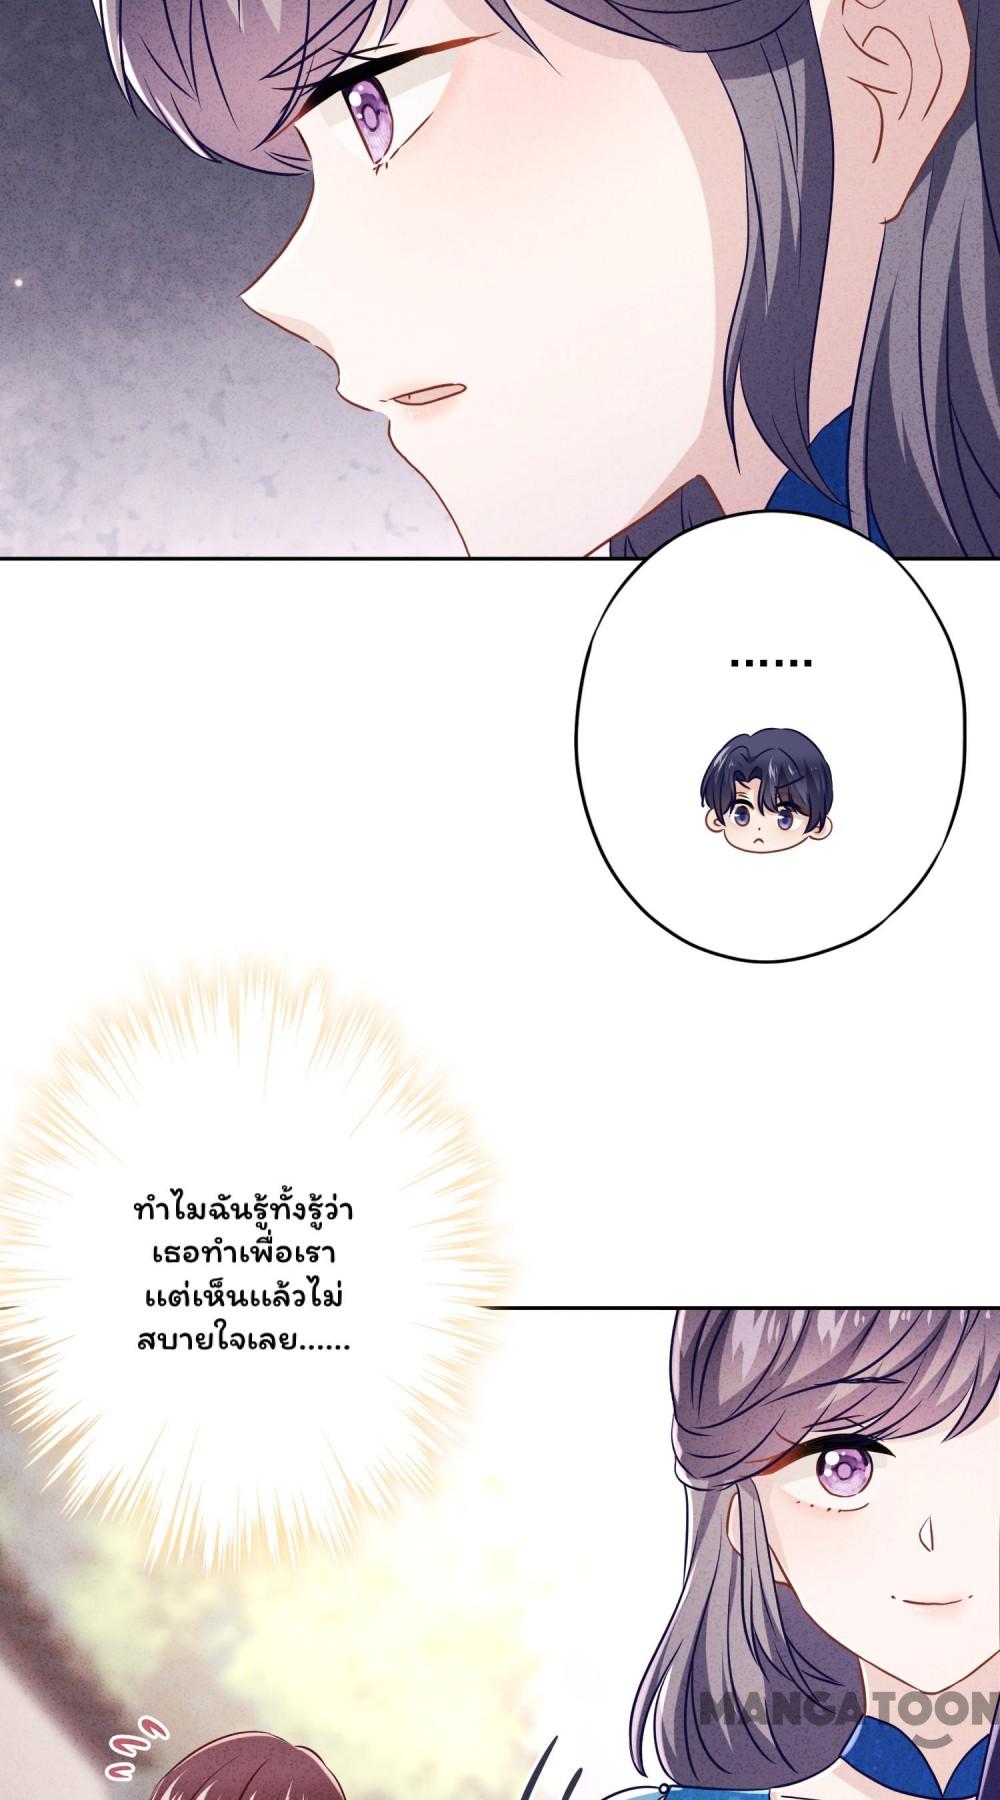 ......
ทำไมฉันรู้ทั้งรู้ว่า
เธอทำเพื่อเรา
แต่เห็นแล้วไม่
สบายใจเลย......
MANGATOON